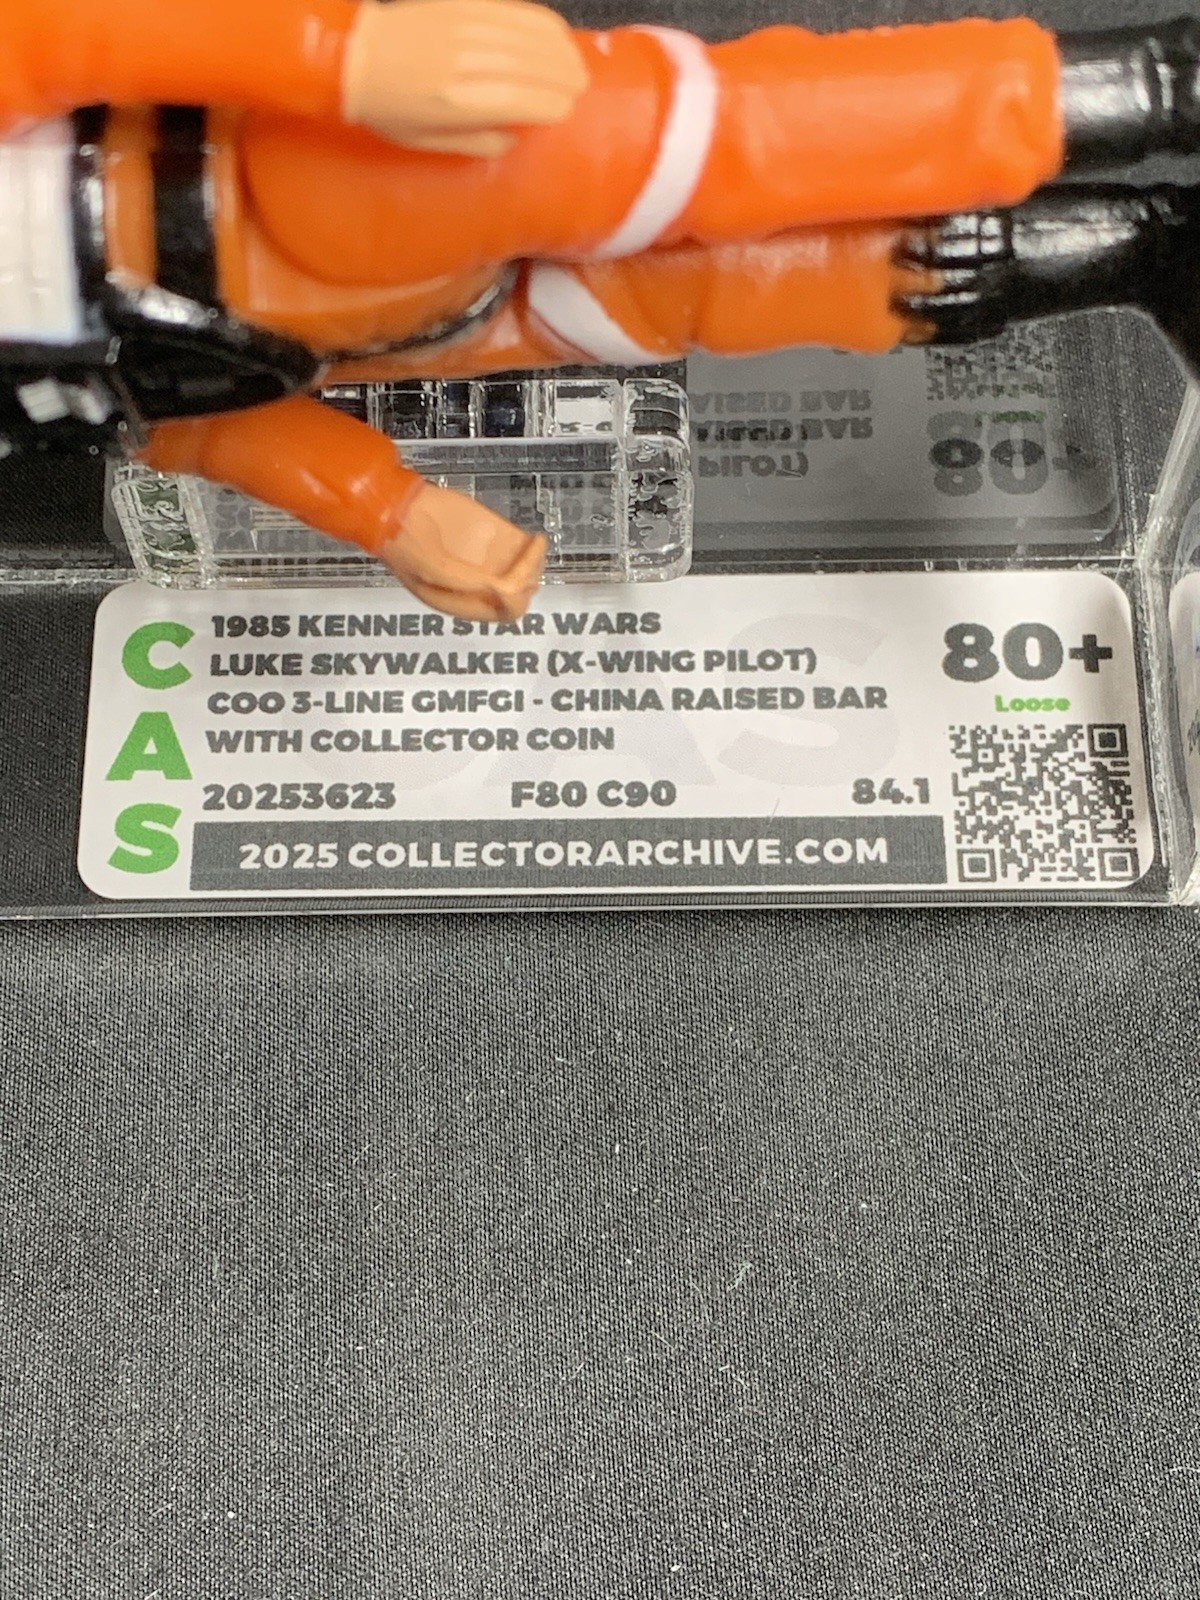 CAS
1985 KENNER STAR WARS
LUKE SKYWALKER (X-WING PILOT)
COO 3-LINE GMFGI - CHINA RAISED BAR
WITH COLLECTOR COIN
20253623 F80 C90 84.1
2025 COLLECTORARCHIVE.COM
80+
Loose